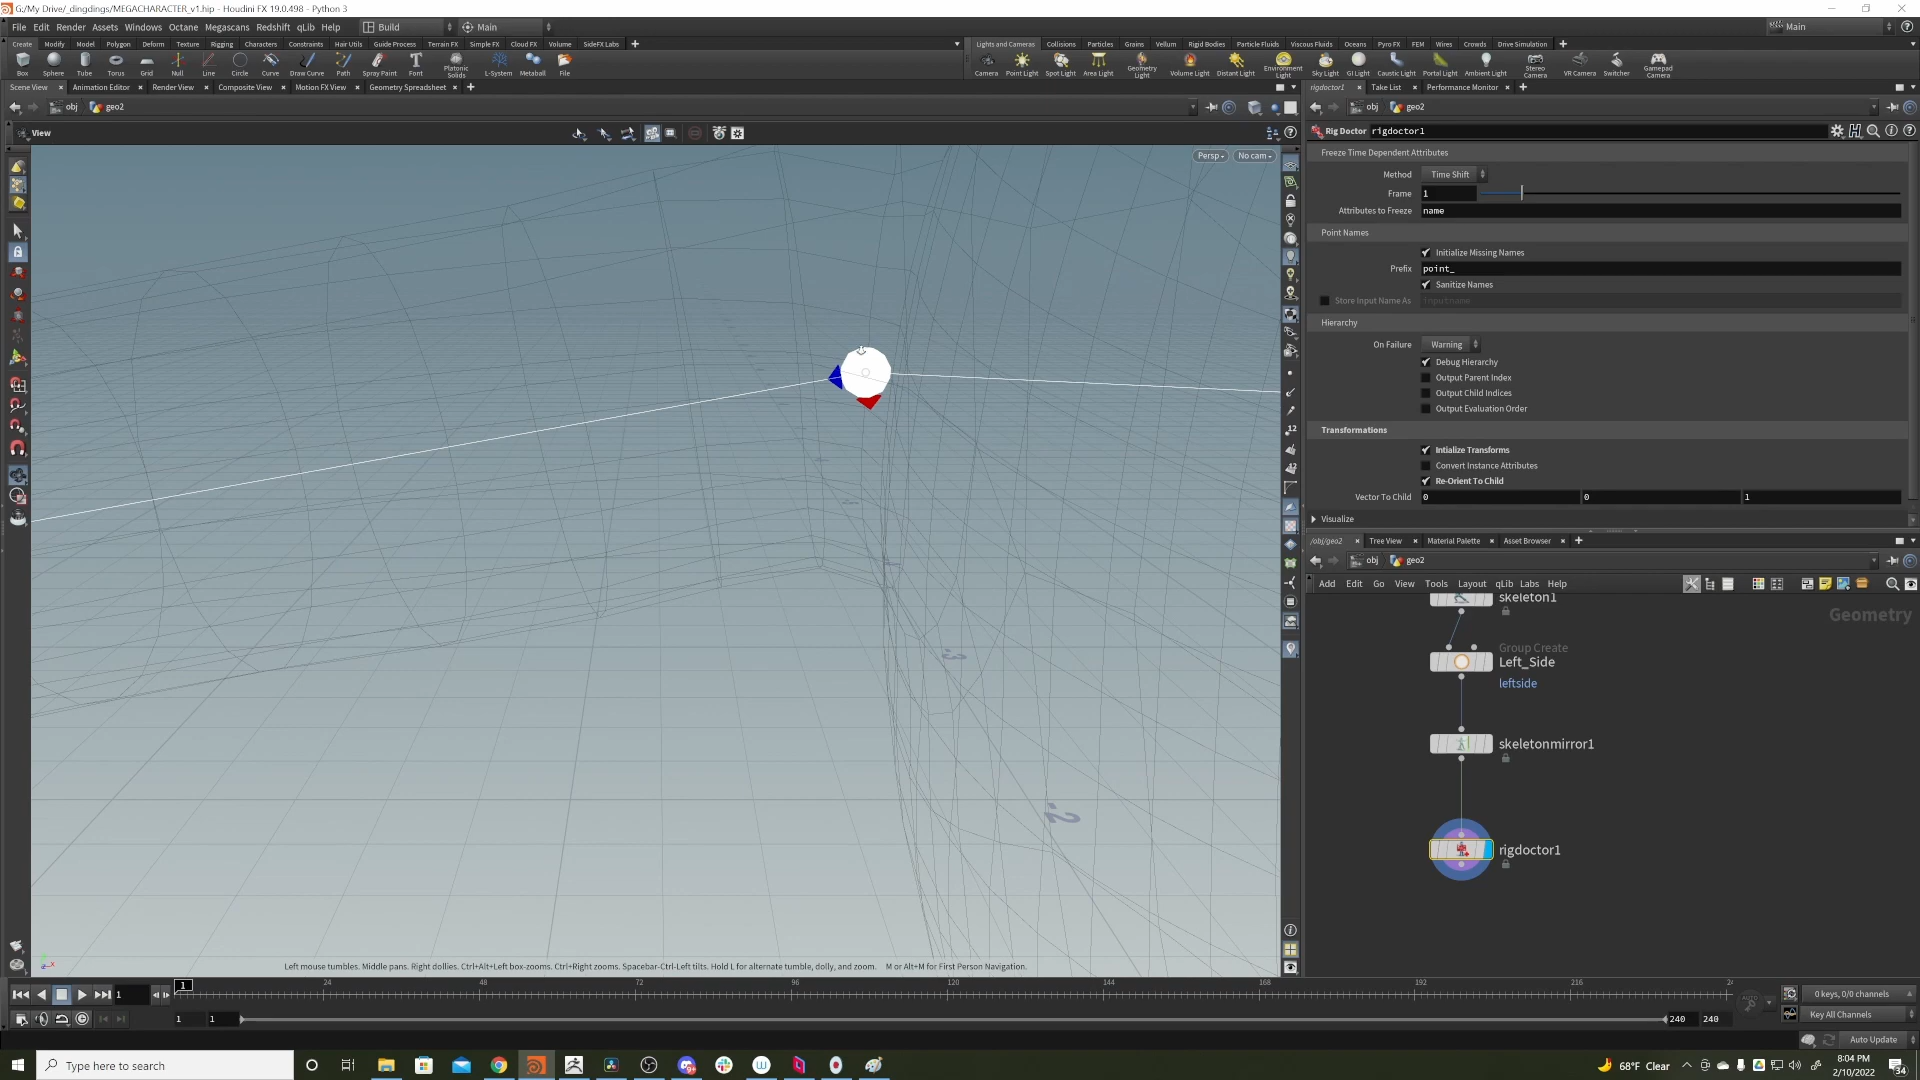 G:/My Drive/_dingdings/MEGACHARACTER_v1.hip - Houdini FX 19.0.498 - Python 3
File Edit Render Assets Windows Octane Megascans Redshift qLib Help Build Main Main
Create Modify Model Polygon Deform Texture Rigging Characters Constraints Hair Utils Guide Process Terrain FX Simple FX Cloud FX Volume SideFX Labs
Lights and Cameras Collisions Particles Grains Vellum Rigid Bodies Particle Fluids Viscous Fluids Oceans Pyro FX FEM Wires Crowds Drive Simulation
Box Sphere Tube Torus Grid Null Line Circle Curve Draw Curve Path Spray Paint Font Platonic Solids L-System Metaball File
Camera Point Light Spot Light Area Light Geometry Light Volume Light Distant Light Environment Light Sky Light GI Light Caustic Light Portal Light Ambient Light Stereo Camera VR Camera Switcher Gamepad Camera
Scene View Animation Editor Render View Composite View Motion FX View Geometry Spreadsheet
rigdoctor1 Take List Performance Monitor
obj geo2
obj geo2
View
Persp No cam
Rig Doctor rigdoctor1
Freeze Time Dependent Attributes
Method Time Shift
Frame 1
Attributes to Freeze name
Point Names
Initialize Missing Names
Prefix point_
Sanitize Names
Store Input Name As inputname
Hierarchy
On Failure Warning
Debug Hierarchy
Output Parent Index
Output Child Indices
Output Evaluation Order
Transformations
Intialize Transforms
Convert Instance Attributes
Re-Orient To Child
Vector To Child 0 0 1
Visualize
/obj/geo2 Tree View Material Palette Asset Browser
obj geo2
Add Edit Go View Tools Layout qLib Labs Help
Geometry
skeleton1
Group Create
Left_Side
leftside
skeletonmirror1
rigdoctor1
Left mouse tumbles. Middle pans. Right dollies. Ctrl+Alt+Left box-zooms. Ctrl+Right zooms. Spacebar-Ctrl-Left tilts. Hold L for alternate tumble, dolly, and zoom. M or Alt+M for First Person Navigation.
1 1 24 48 72 96 120 144 168 192 216 24
0 keys, 0/0 channels
1 1 240 240
Key All Channels
Auto Update
Type here to search
68°F Clear
8:04 PM
2/10/2022
34